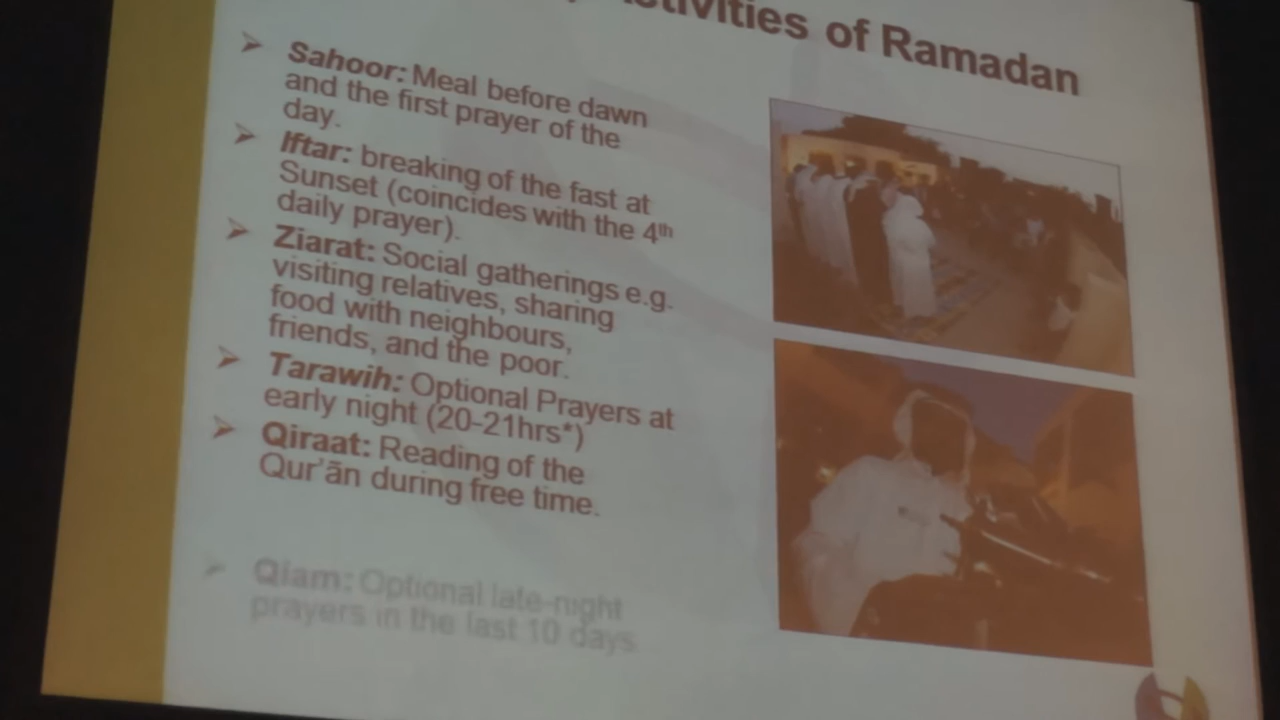 Activities of Ramadan
➢ Sahoor: Meal before dawn
and the first prayer of the
day.
➢ Iftar: breaking of the fast at
Sunset (coincides with the 4th
daily prayer).
➢ Ziarat: Social gatherings e.g.
visiting relatives, sharing
food with neighbours,
friends, and the poor.
➢ Tarawih: Optional Prayers at
early night (20-21hrs*)
➢ Qiraat: Reading of the
Qur'ān during free time.
➢ Qiam: Optional late-night
prayers in the last 10 days